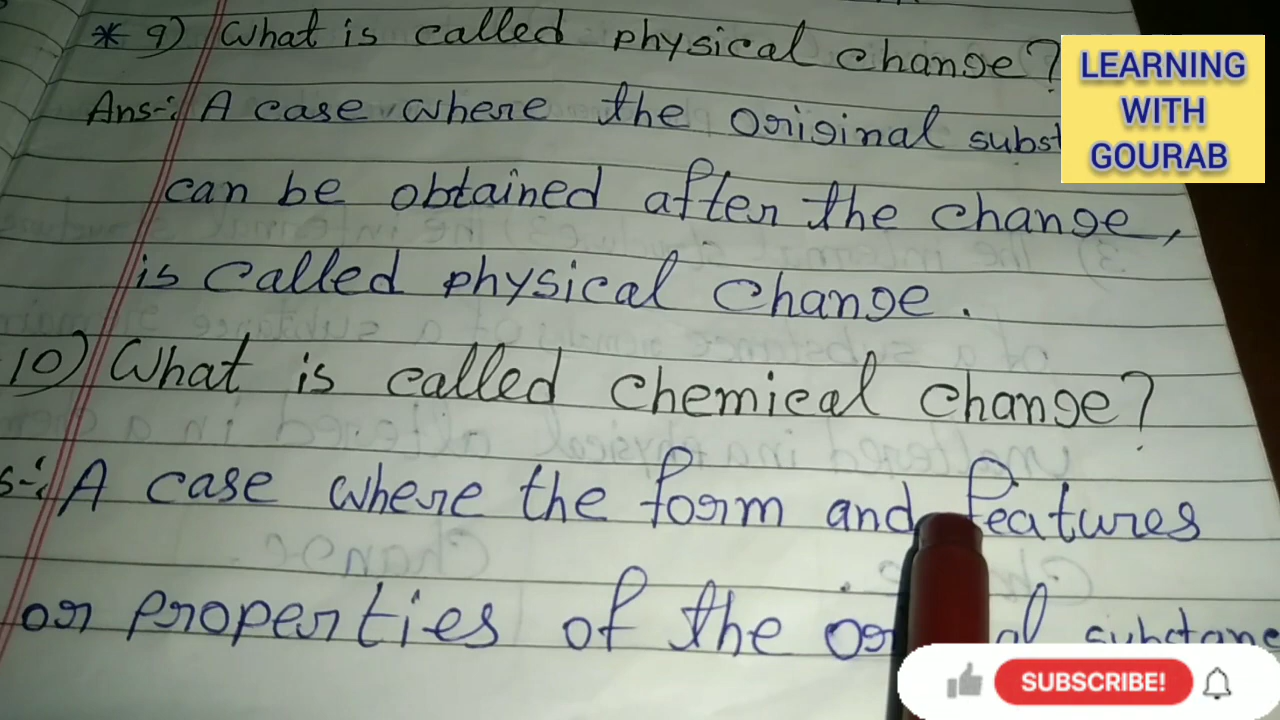 * 9) What is called physical change?
Ans-: A case where the original subst
can be obtained after the change,
is called physical change.
10) What is called chemical change?
s-: A case where the form and features
or properties of the al substanc
LEARNING
WITH
GOURAB
SUBSCRIBE!